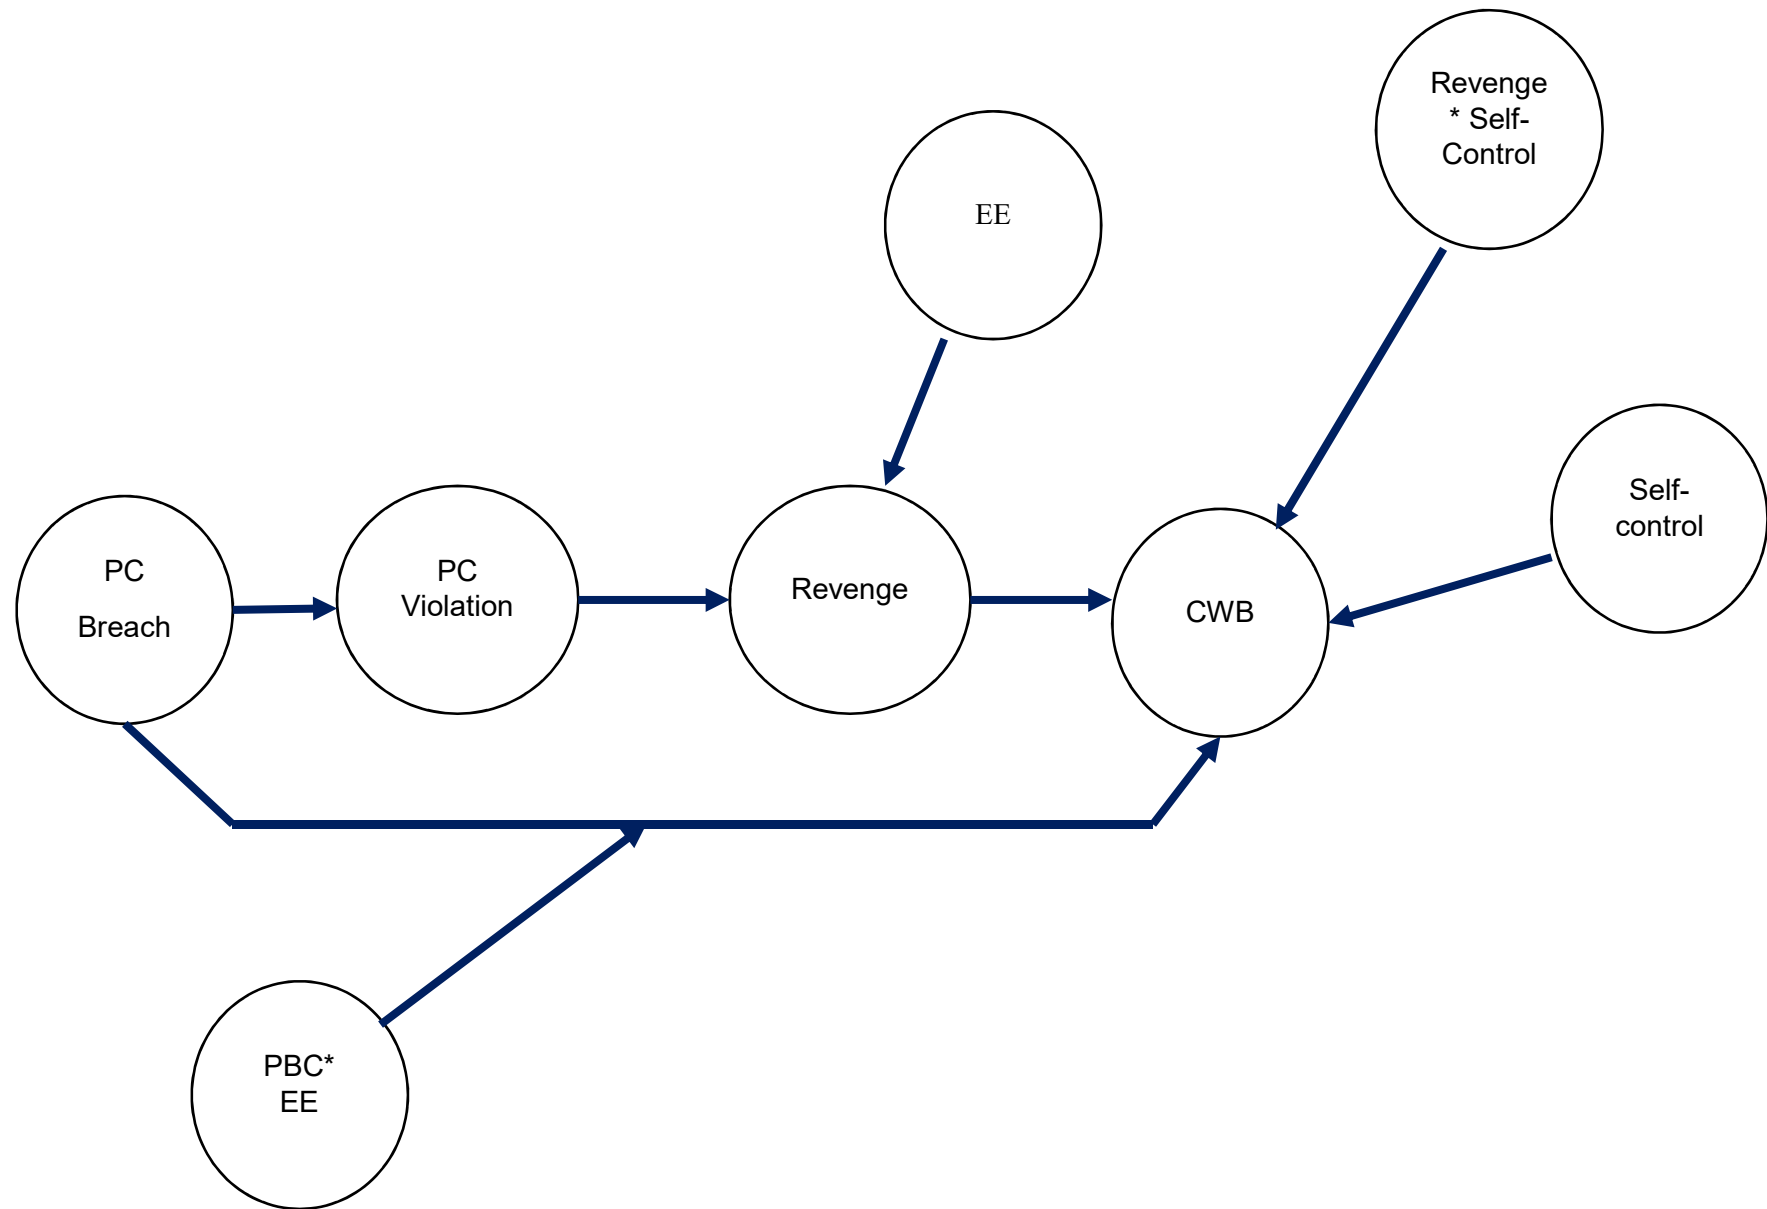 Revenge
* Self-
Control
EE
Self-
control
PC
Breach
PC
Violation
Revenge
CWB
PBC*
EE